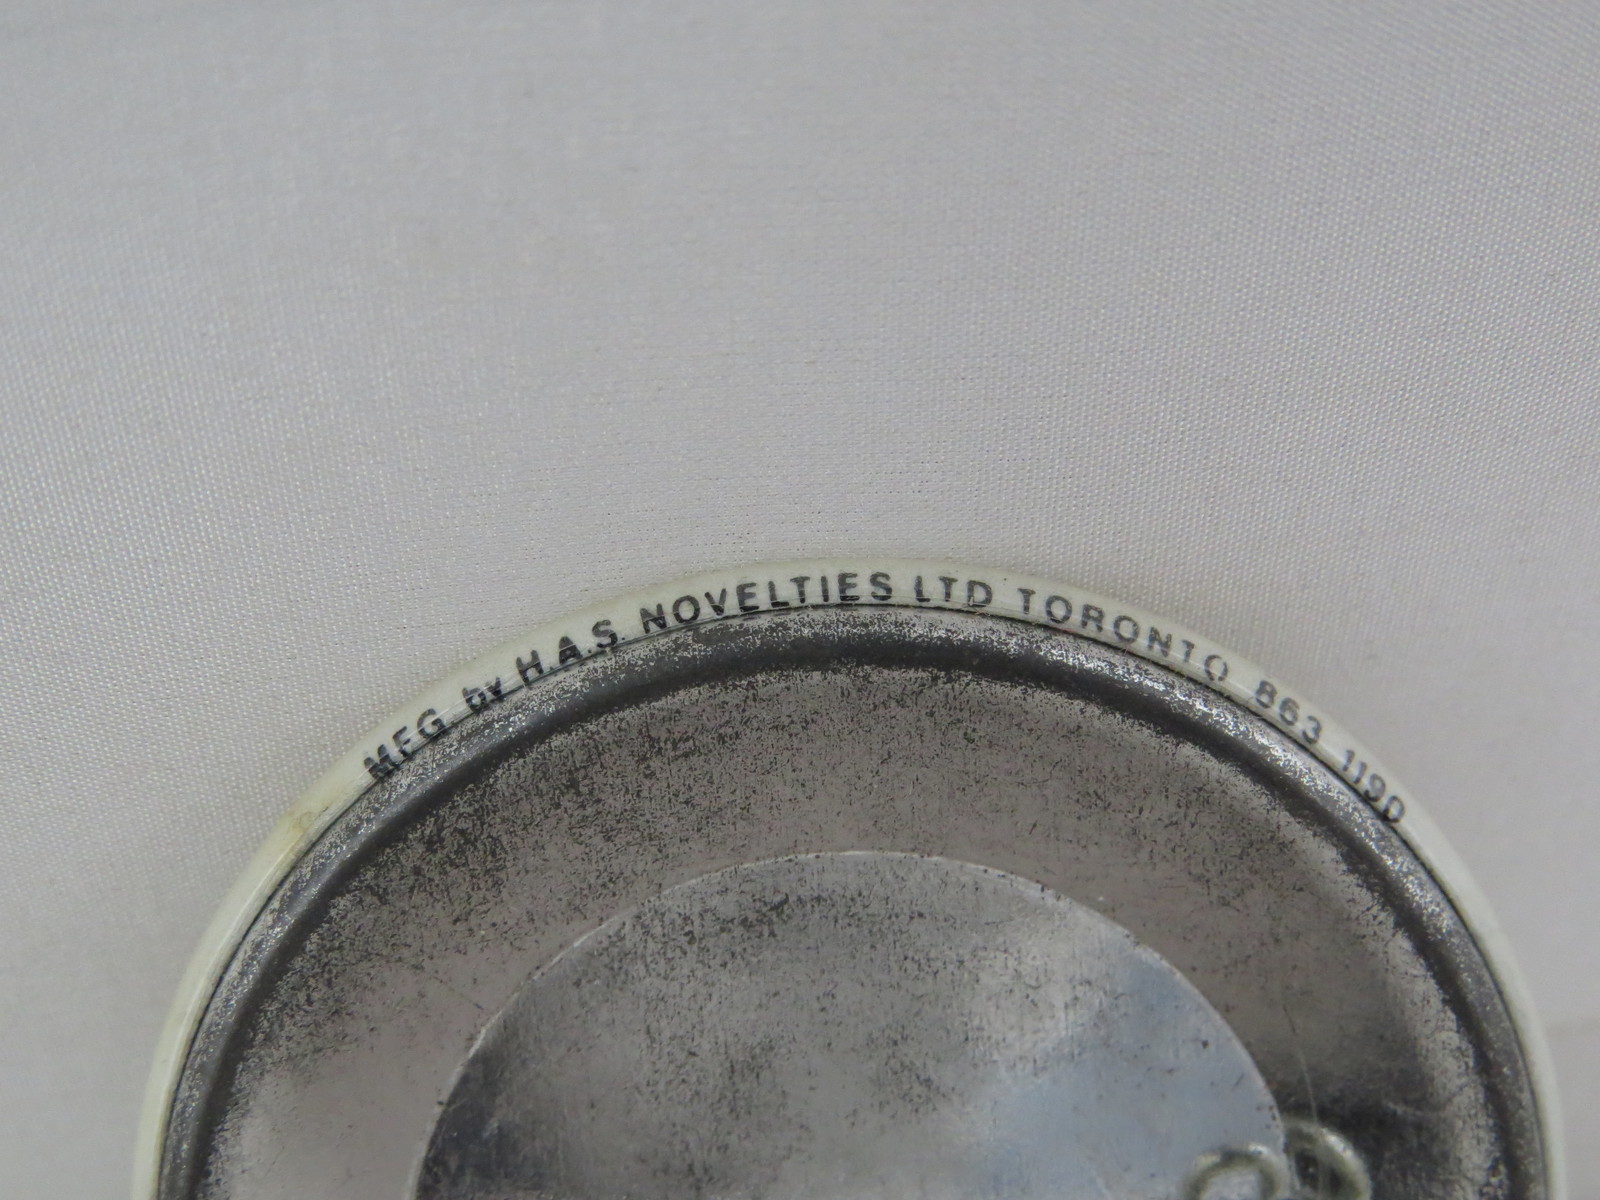 MFG. by H.A.S. NOVELTIES LTD TORONTO 863 1190